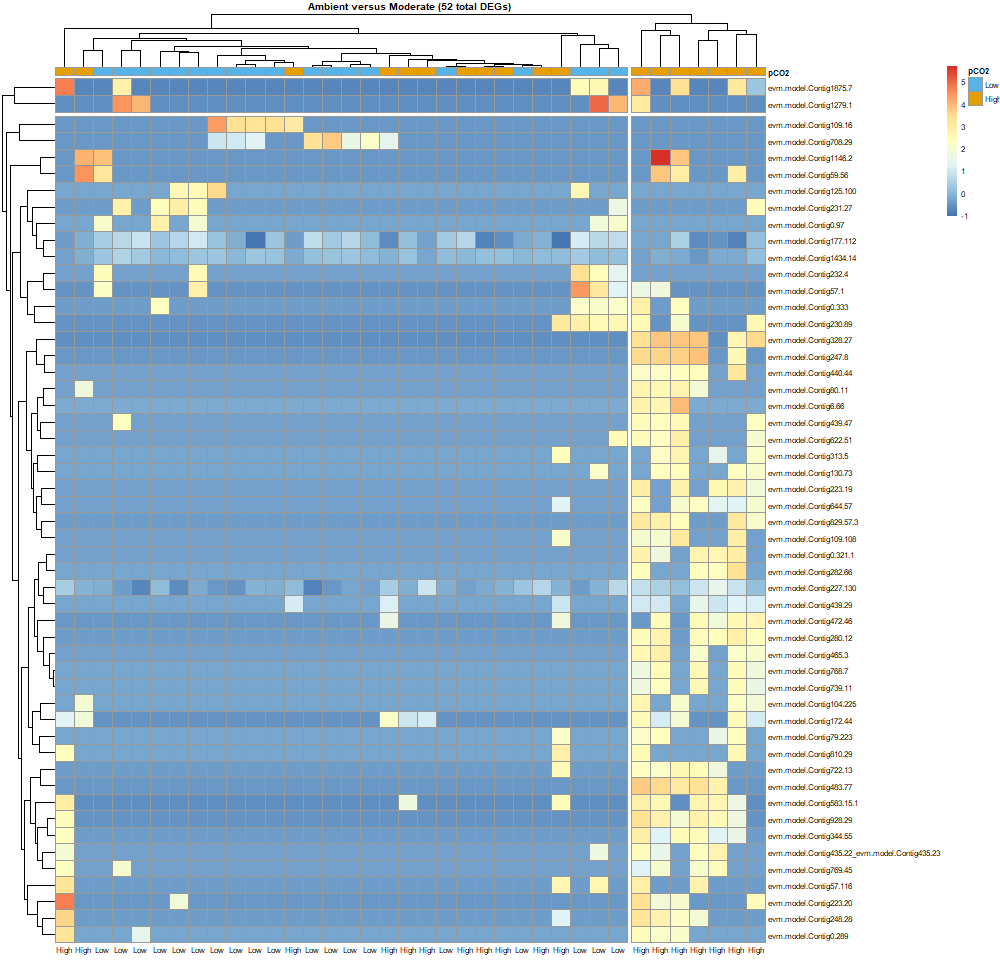 Ambient versus Moderate (52 total DEGs)
pCO2
evm.model.Contig1875.7
evm.model.Contig1279.1
evm.model.Contig109.16
evm.model.Contig708.29
evm.model.Contig1146.2
evm.model.Contig59.56
evm.model.Contig125.100
evm.model.Contig231.27
evm.model.Contig0.97
evm.model.Contig177.112
evm.model.Contig1434.14
evm.model.Contig232.4
evm.model.Contig57.1
evm.model.Contig0.333
evm.model.Contig230.89
evm.model.Contig328.27
evm.model.Contig247.8
evm.model.Contig440.44
evm.model.Contig80.11
evm.model.Contig6.66
evm.model.Contig439.47
evm.model.Contig622.51
evm.model.Contig313.5
evm.model.Contig130.73
evm.model.Contig223.19
evm.model.Contig644.57
evm.model.Contig829.57.3
evm.model.Contig109.108
evm.model.Contig0.321.1
evm.model.Contig282.66
evm.model.Contig227.130
evm.model.Contig439.29
evm.model.Contig472.46
evm.model.Contig280.12
evm.model.Contig465.3
evm.model.Contig768.7
evm.model.Contig739.11
evm.model.Contig104.225
evm.model.Contig172.44
evm.model.Contig79.223
evm.model.Contig810.29
evm.model.Contig722.13
evm.model.Contig483.77
evm.model.Contig583.15.1
evm.model.Contig928.29
evm.model.Contig344.55
evm.model.Contig435.22_evm.model.Contig435.23
evm.model.Contig769.45
evm.model.Contig57.116
evm.model.Contig223.20
evm.model.Contig248.28
evm.model.Contig0.289
High High Low Low Low Low Low Low Low Low Low Low High Low Low Low Low High High High Low High High High Low High High Low Low Low High High High High High High High
5
4
3
2
1
0
-1
pCO2
Low
High